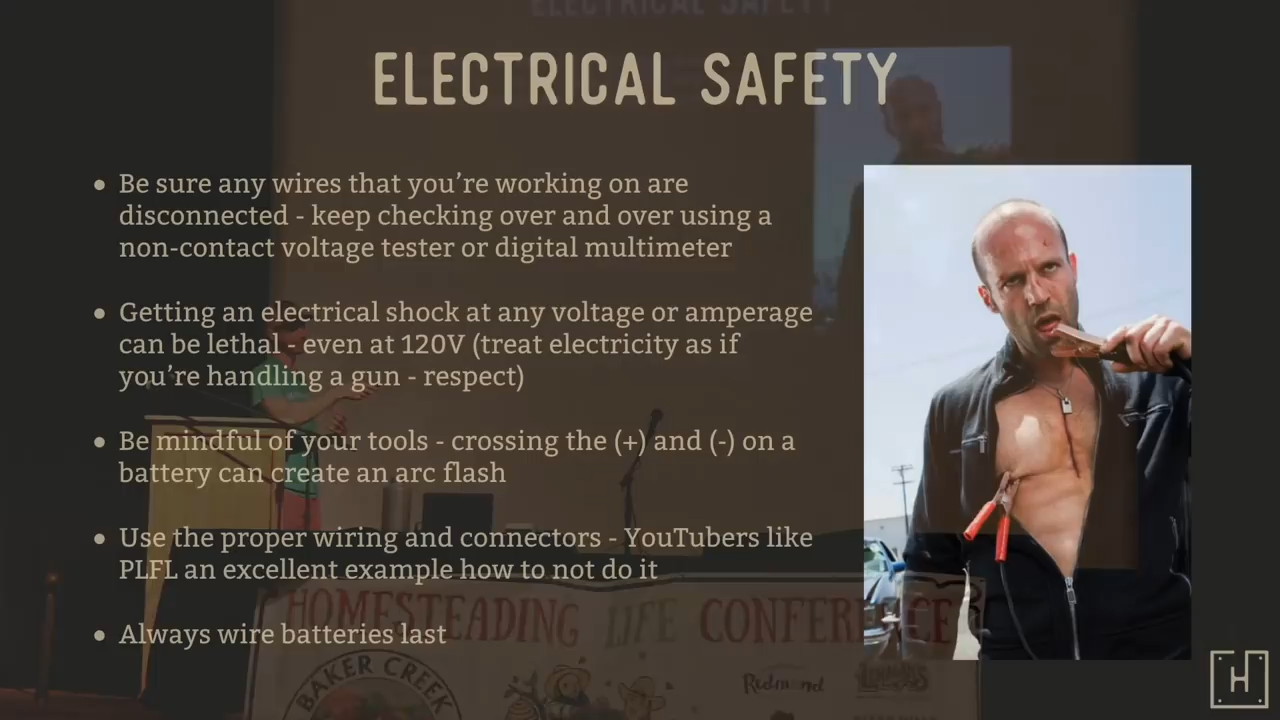 ELECTRICAL SAFETY
ELECTRICAL SAFETY
• Be sure any wires that you’re working on are
disconnected - keep checking over and over using a
non-contact voltage tester or digital multimeter
• Getting an electrical shock at any voltage or amperage
can be lethal - even at 120V (treat electricity as if
you’re handling a gun - respect)
• Be mindful of your tools - crossing the (+) and (-) on a
battery can create an arc flash
• Use the proper wiring and connectors - YouTubers like
PLFL an excellent example how to not do it
• Always wire batteries last
HOMESTEADING LIFE CONFERENCE
BAKER CREEK
Redmond
H